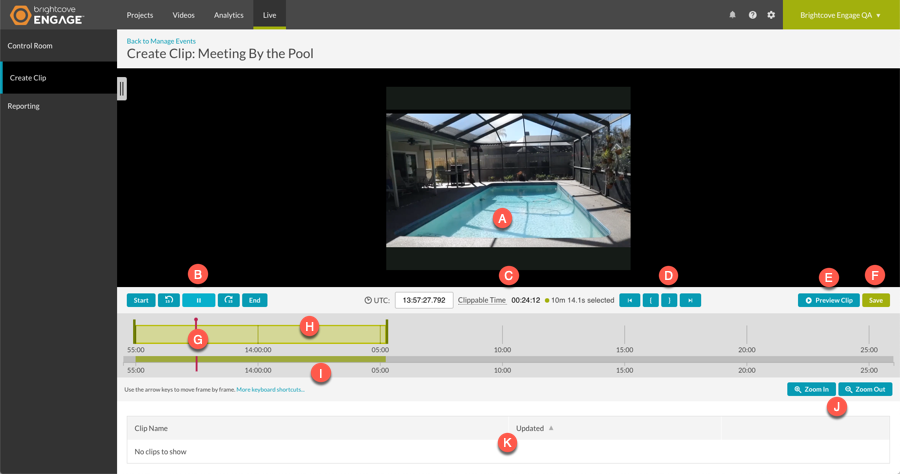 brightcove
ENGAGE
Projects Videos Analytics Live
Brightcove Engage QA
Control Room
Create Clip
Reporting
Back to Manage Events
Create Clip: Meeting By the Pool
A
B
C
D
E
F
Start
End
UTC: 13:57:27.792 Clippable Time 00:24:12 10m 14.1s selected
[ ]
Preview Clip
Save
G
H
55:00 14:00:00 05:00 10:00 15:00 20:00 25:00
55:00 14:00:00 05:00 10:00 15:00 20:00 25:00
I
Use the arrow keys to move frame by frame. More keyboard shortcuts...
Zoom In Zoom Out
J
Clip Name Updated
K
No clips to show